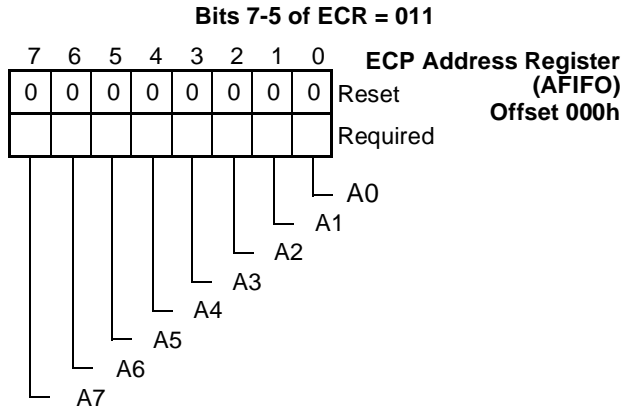 Bits 7-5 of ECR = 011
7 6 5 4 3 2 1 0
ECP Address Register
(AFIFO)
Offset 000h
0 0 0 0 0 0 0 0 Reset
Required
A0
A1
A2
A3
A4
A5
A6
A7